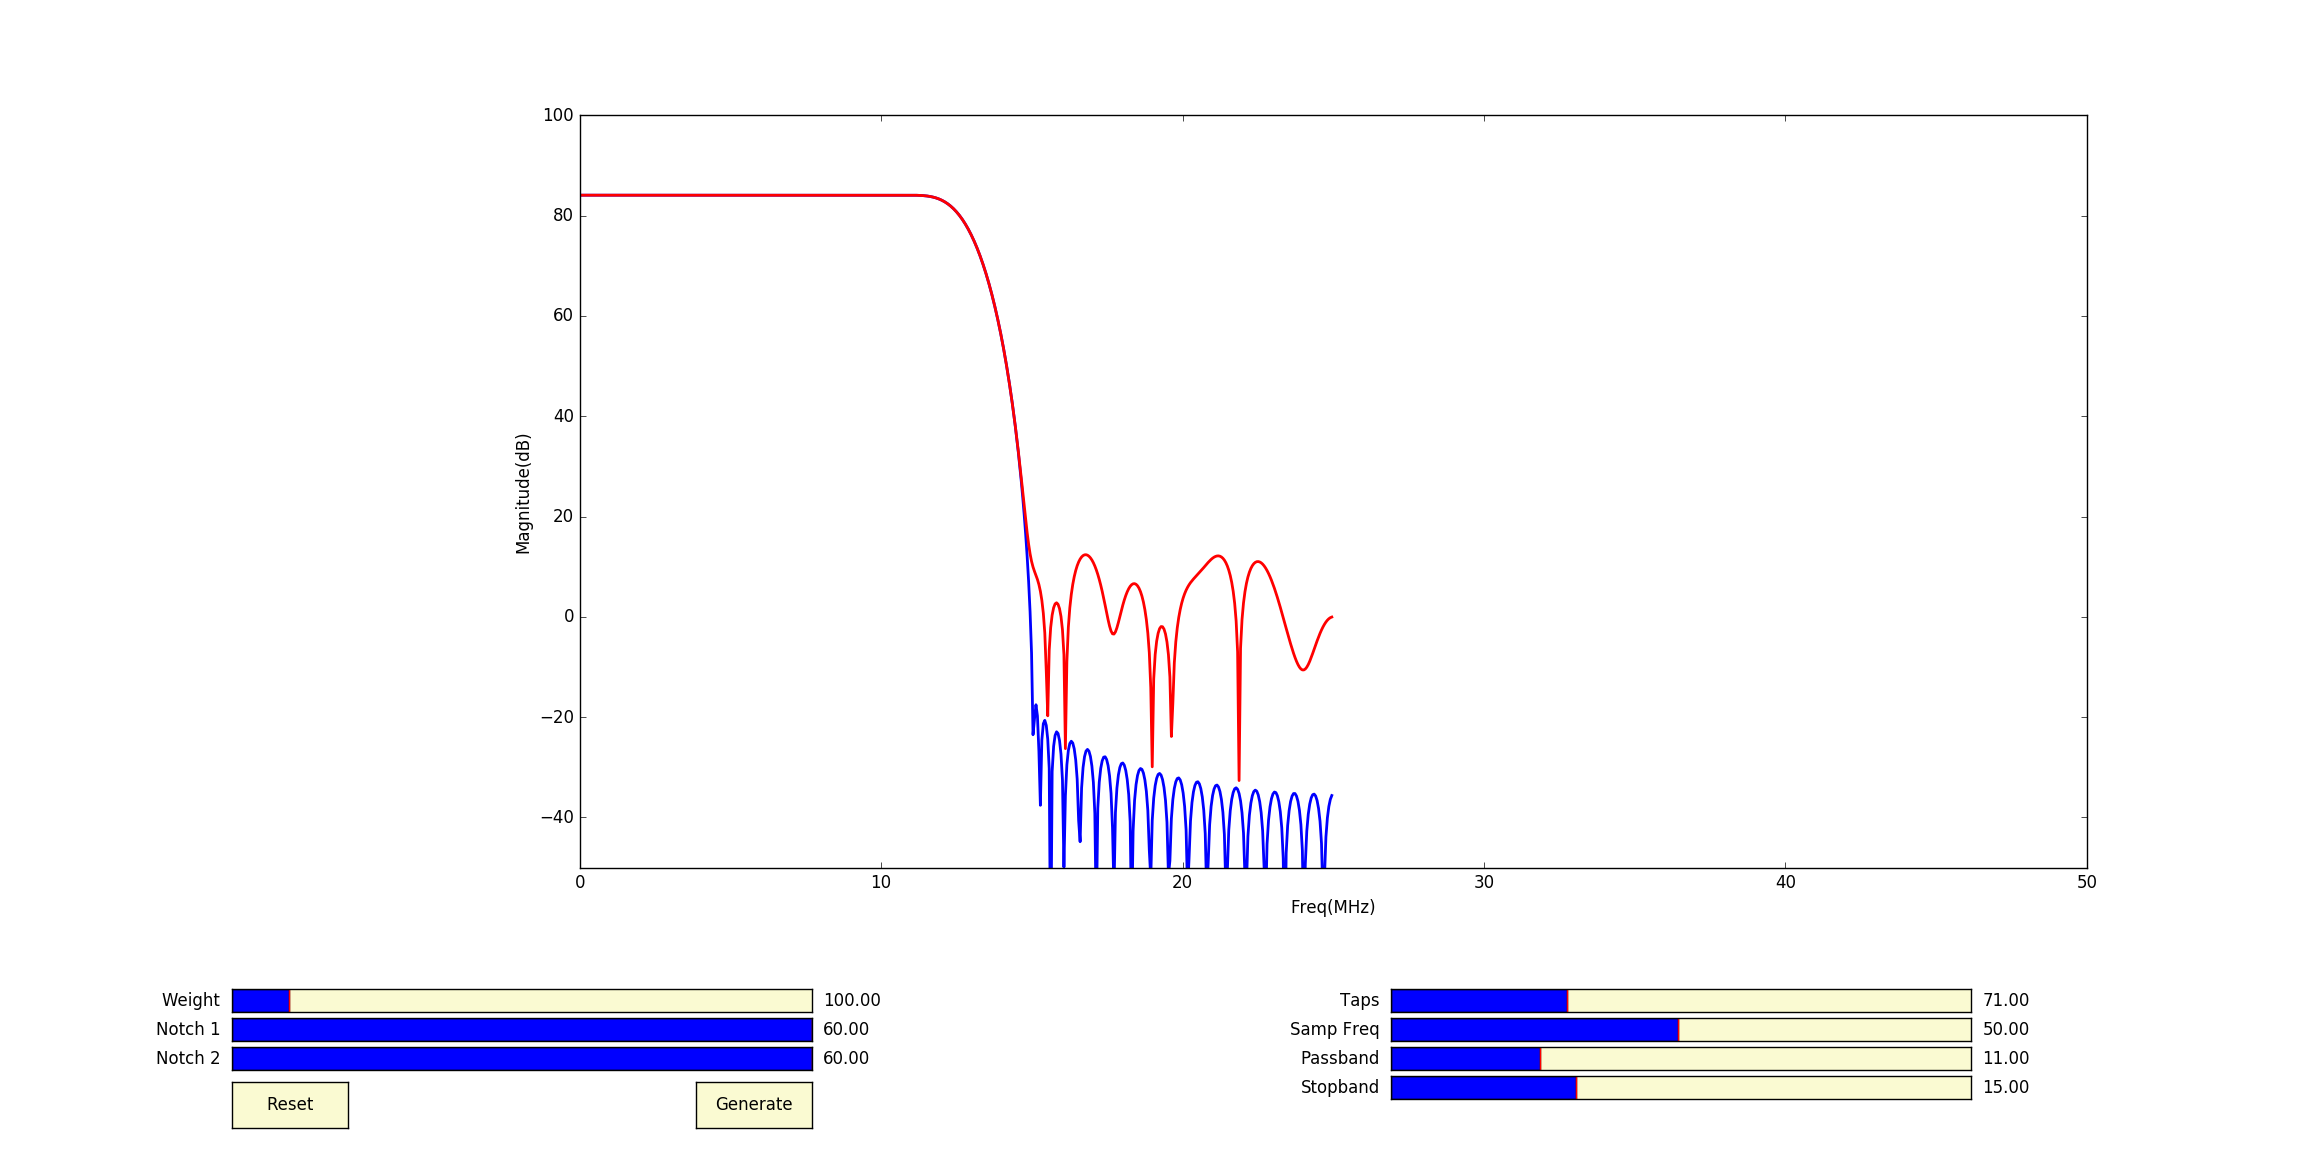 100
80
60
40
20
0
−20
−40
Magnitude(dB)
0 10 20 30 40 50
Freq(MHz)
Weight 100.00
Notch 1 60.00
Notch 2 60.00
Reset Generate
Taps 71.00
Samp Freq 50.00
Passband 11.00
Stopband 15.00